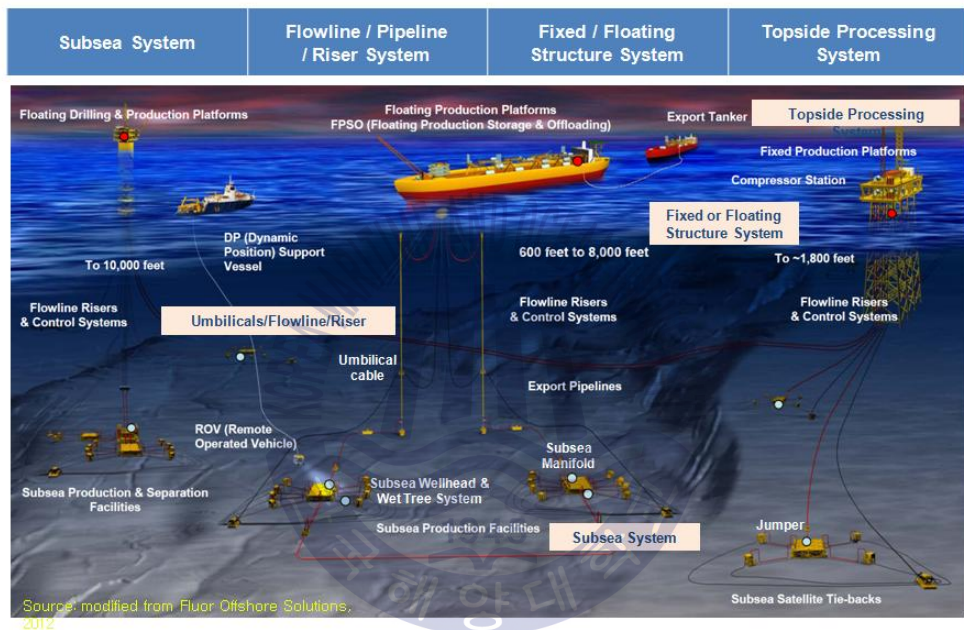 Subsea System
Flowline / Pipeline
/ Riser System
Fixed / Floating
Structure System
Topside Processing
System
Floating Drilling & Production Platforms
Floating Production Platforms
FPSO (Floating Production Storage & Offloading)
Export Tanker
Topside Processing
System
Fixed Production Platforms
Compressor Station
Fixed or Floating
Structure System
DP (Dynamic
Position) Support
Vessel
600 feet to 8,000 feet
To 10,000 feet
To ~1,800 feet
Flowline Risers
& Control Systems
Umbilicals/Flowline/Riser
Flowline Risers
& Control Systems
Flowline Risers
& Control Systems
Umbilical
cable
Export Pipelines
ROV (Remote
Operated Vehicle)
Subsea
Manifold
Subsea Production & Separation
Facilities
Subsea Wellhead &
Wet Tree System
Subsea Production Facilities
Subsea System
Jumper
Subsea Satellite Tie-backs
Source: modified from Fluor Offshore Solutions,
2012